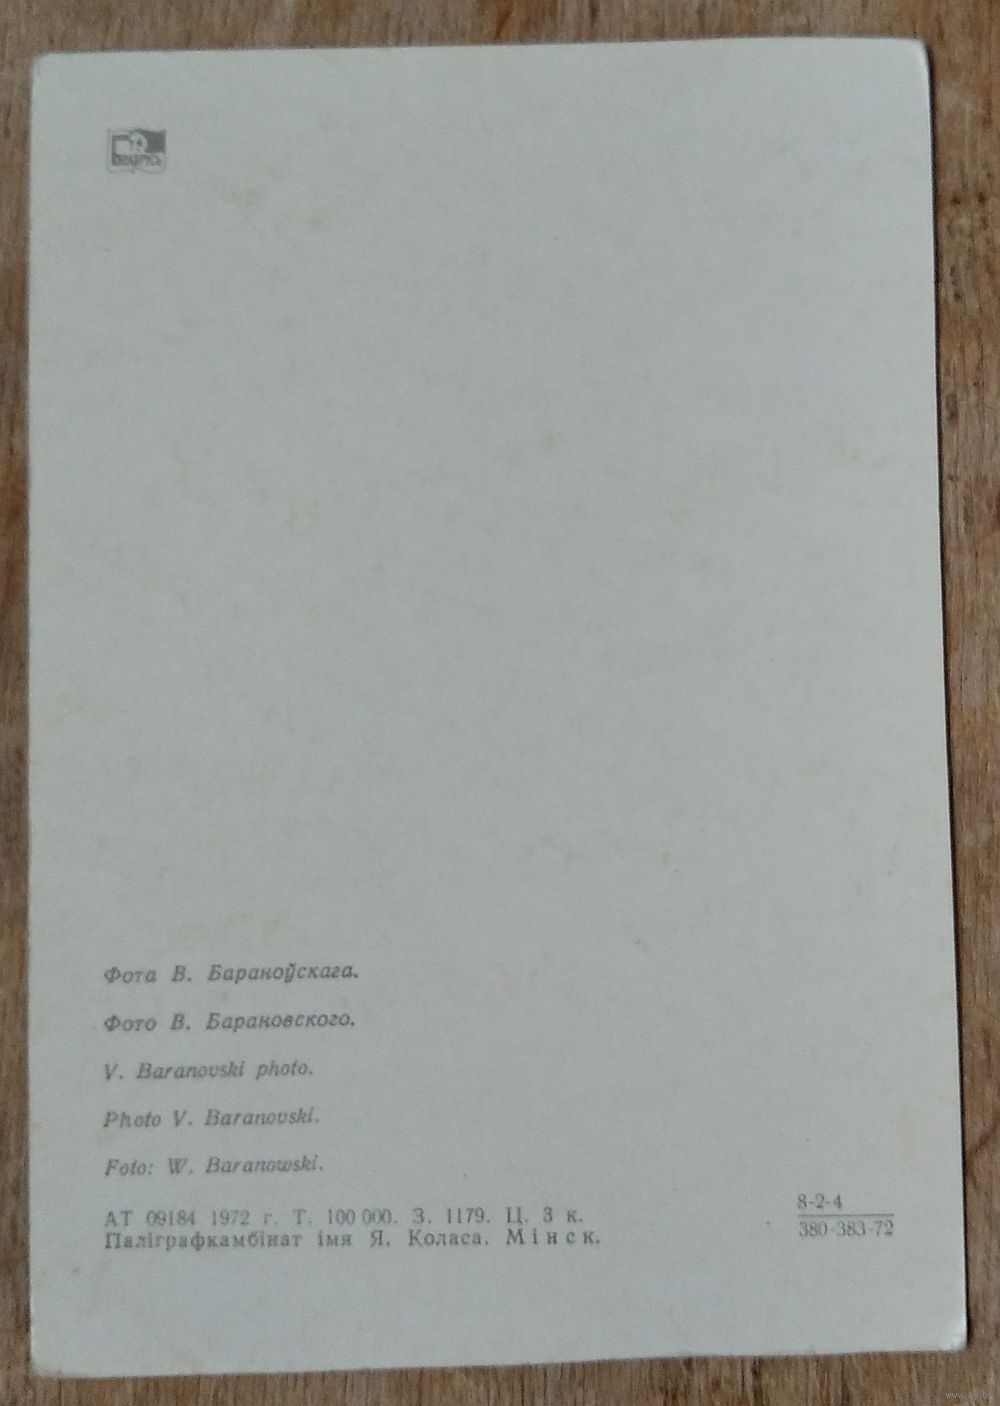 БЕЛАРУСЬ
Фота В. Бараноўскага.
Фото В. Барановского.
V. Baranovski photo.
Photo V. Baranovski.
Foto: W. Baranowski.
АТ 09184 1972 г. Т. 100 000. З. 1179. Ц. 3 к.
Паліграфкамбінат імя Я. Коласа. Мінск.
8-2-4
380-383-72